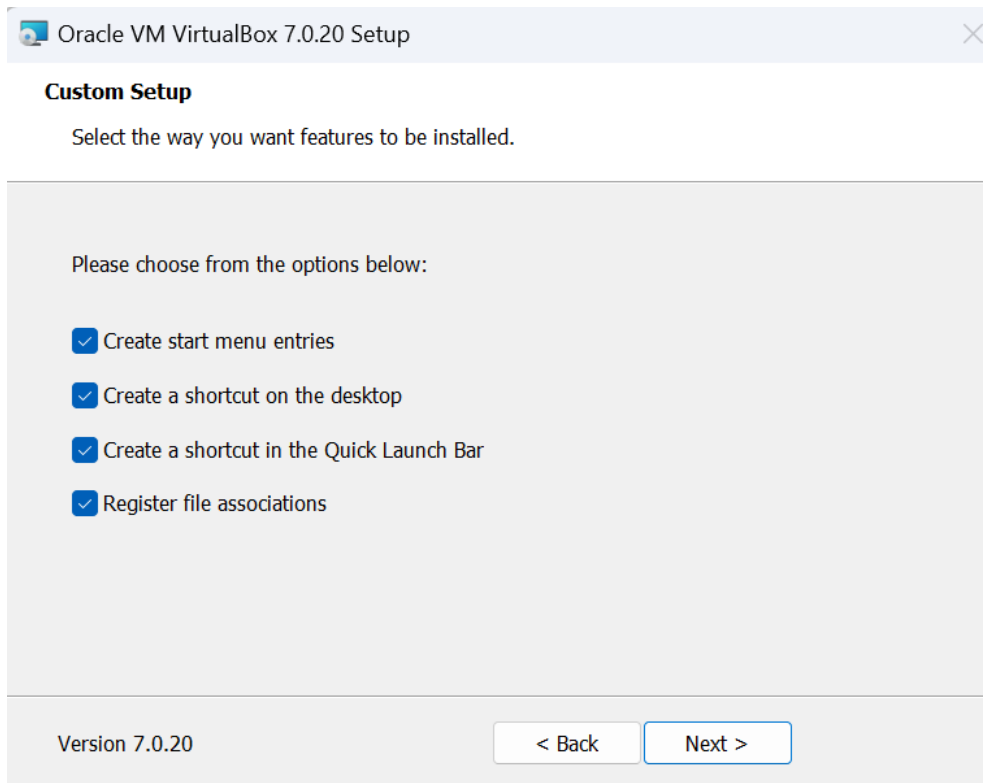 Oracle VM VirtualBox 7.0.20 Setup
Custom Setup
Select the way you want features to be installed.
Please choose from the options below:
Create start menu entries
Create a shortcut on the desktop
Create a shortcut in the Quick Launch Bar
Register file associations
Version 7.0.20
< Back
Next >